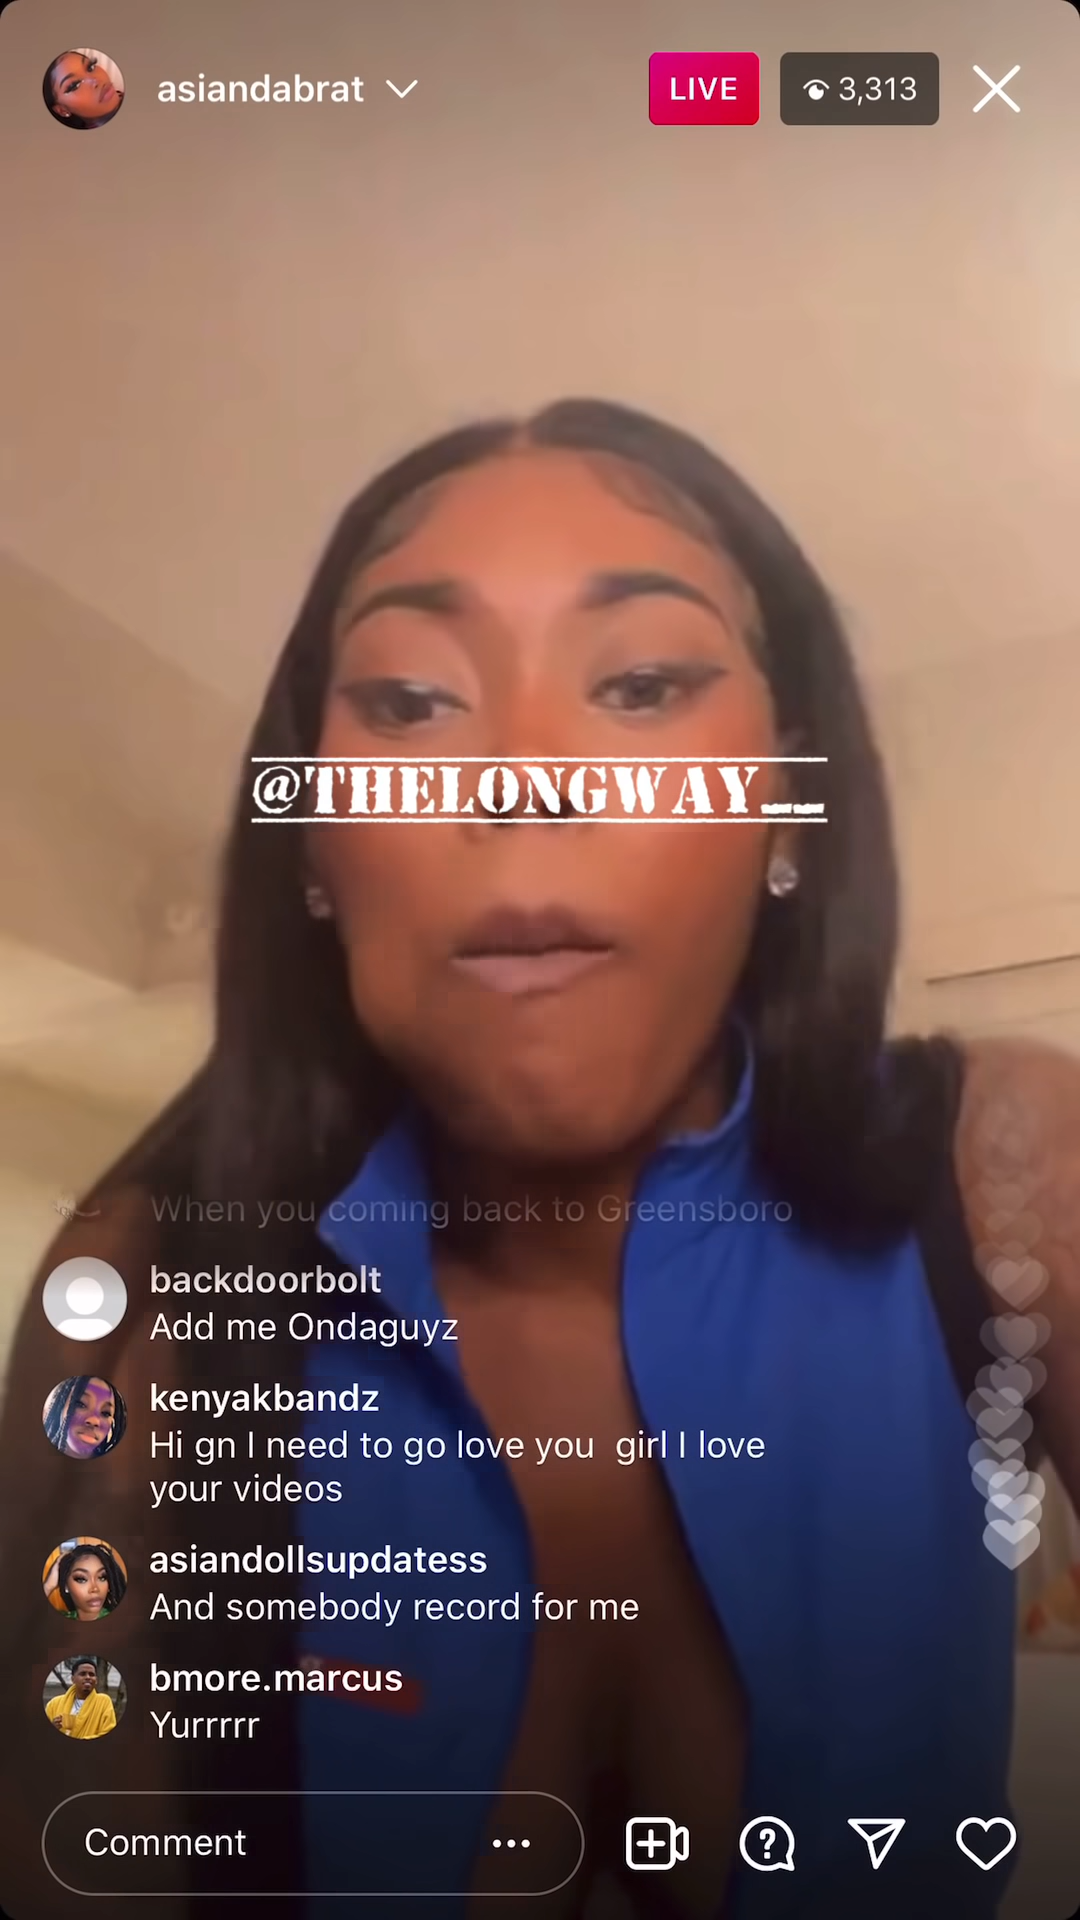 asiandabrat
LIVE
3,313
@THELONGWAY__
When you coming back to Greensboro
backdoorbolt
Add me Ondaguyz
kenyakbandz
Hi gn I need to go love you  girl I love
your videos
asiandollsupdatess
And somebody record for me
bmore.marcus
Yurrrrr
Comment